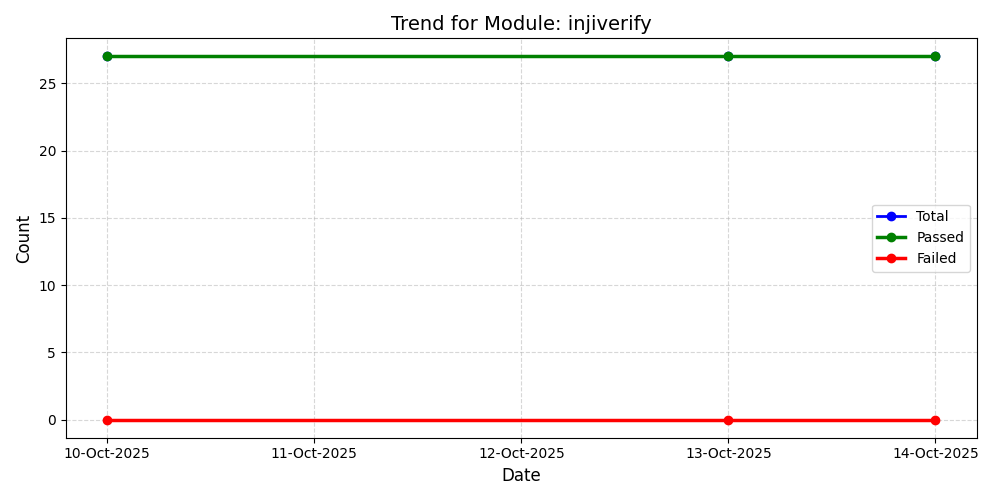 Trend for Module: injiverify
Count
25
20
15
10
5
0
Total
Passed
Failed
10-Oct-2025
11-Oct-2025
12-Oct-2025
13-Oct-2025
14-Oct-2025
Date